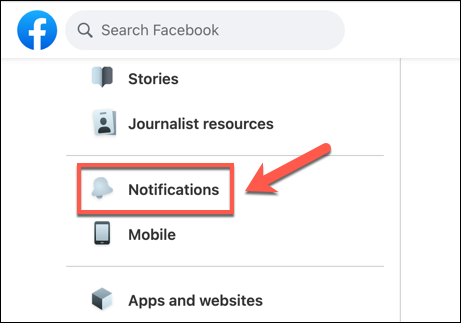 Search Facebook
Stories
Journalist resources
Notifications
Mobile
Apps and websites